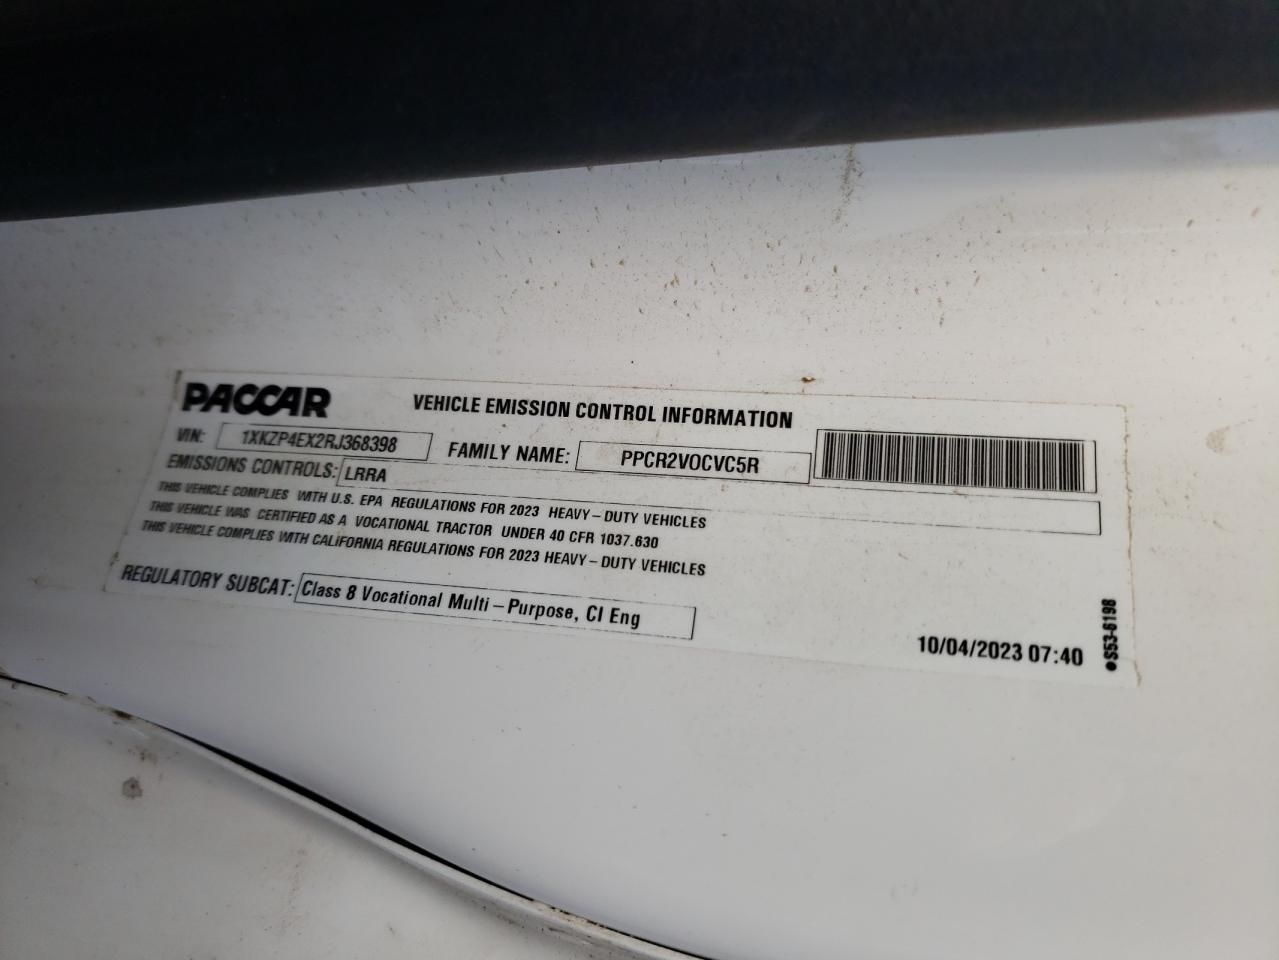 PACCAR VEHICLE EMISSION CONTROL INFORMATION
VIN: 1XKZP4EX2RJ368398 FAMILY NAME: PPCR2VOCVC5R
EMISSIONS CONTROLS: LRRA
THIS VEHICLE COMPLIES WITH U.S. EPA REGULATIONS FOR 2023 HEAVY-DUTY VEHICLES
THIS VEHICLE WAS CERTIFIED AS A VOCATIONAL TRACTOR UNDER 40 CFR 1037.630
THIS VEHICLE COMPLIES WITH CALIFORNIA REGULATIONS FOR 2023 HEAVY-DUTY VEHICLES
REGULATORY SUBCAT: Class 8 Vocational Multi-Purpose, CI Eng
10/04/2023 07:40
●S53-6198